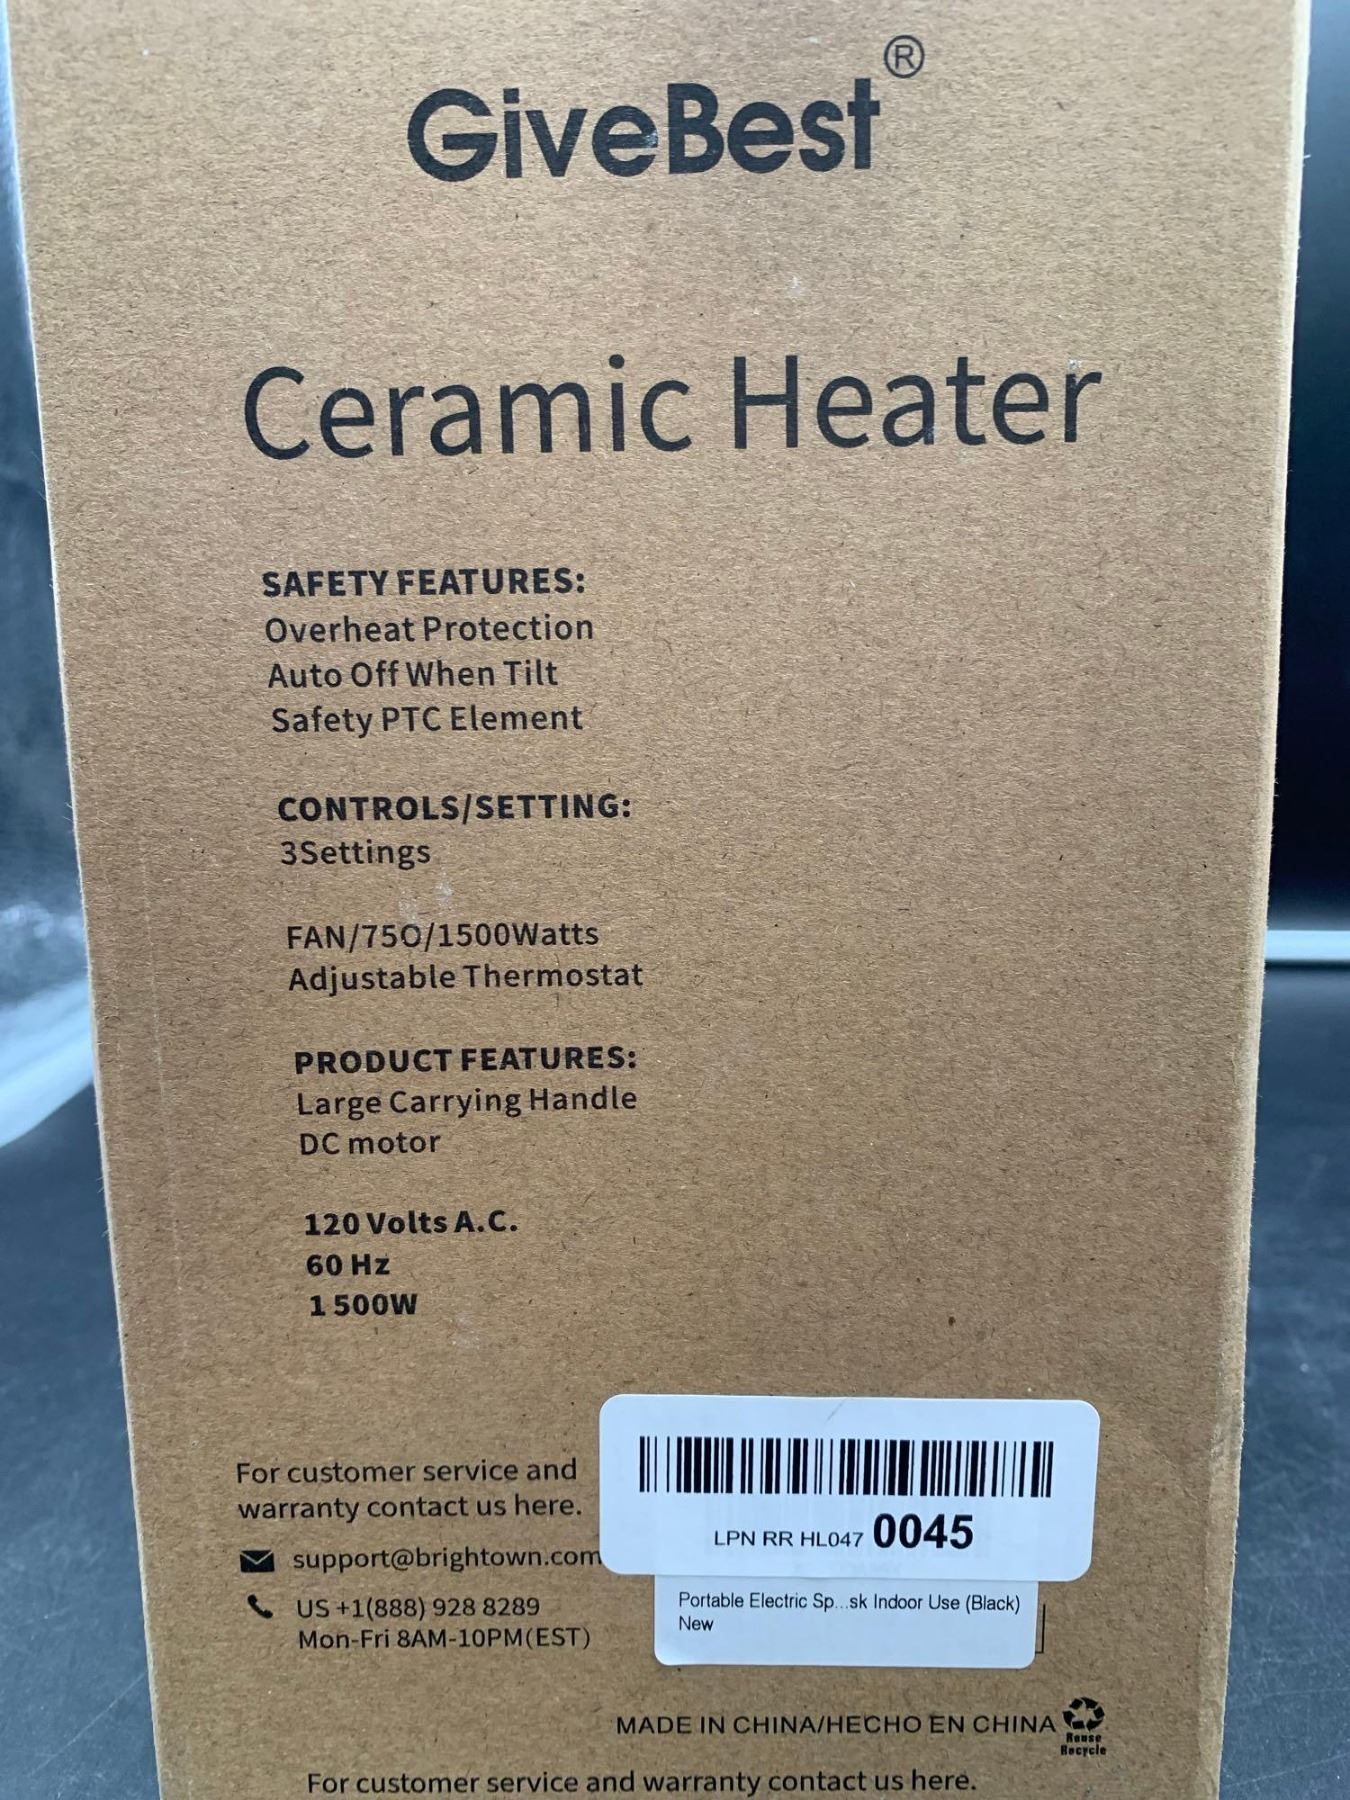 GiveBest®
Ceramic Heater
SAFETY FEATURES:
Overheat Protection
Auto Off When Tilt
Safety PTC Element
CONTROLS/SETTING:
3Settings
FAN/750/1500Watts
Adjustable Thermostat
PRODUCT FEATURES:
Large Carrying Handle
DC motor
120 Volts A.C.
60 Hz
1500W
For customer service and
warranty contact us here.
support@brightown.com
US +1(888) 928 8289
Mon-Fri 8AM-10PM(EST)
LPN RR HL047 0045
Portable Electric Sp...sk Indoor Use (Black)
New
MADE IN CHINA/HECHO EN CHINA
Reuse
Recycle
For customer service and warranty contact us here.